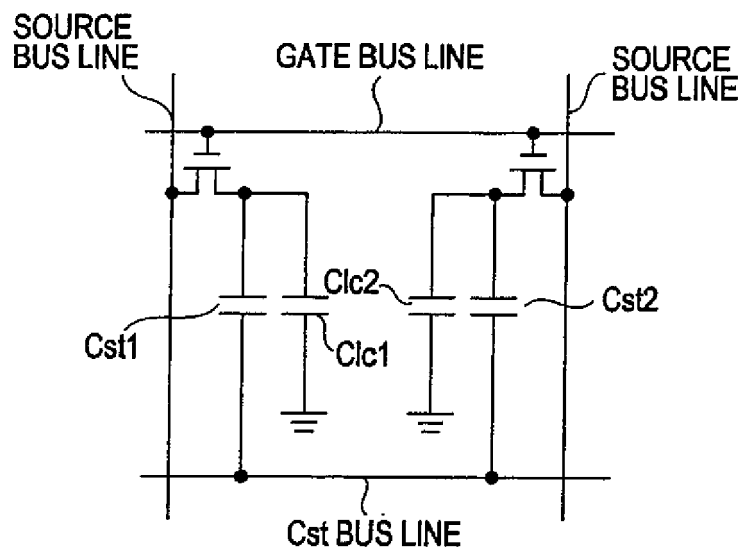 SOURCE
BUS LINE
GATE BUS LINE
SOURCE
BUS LINE
Clc2
Cst2
Cst1
Clc1
Cst BUS LINE